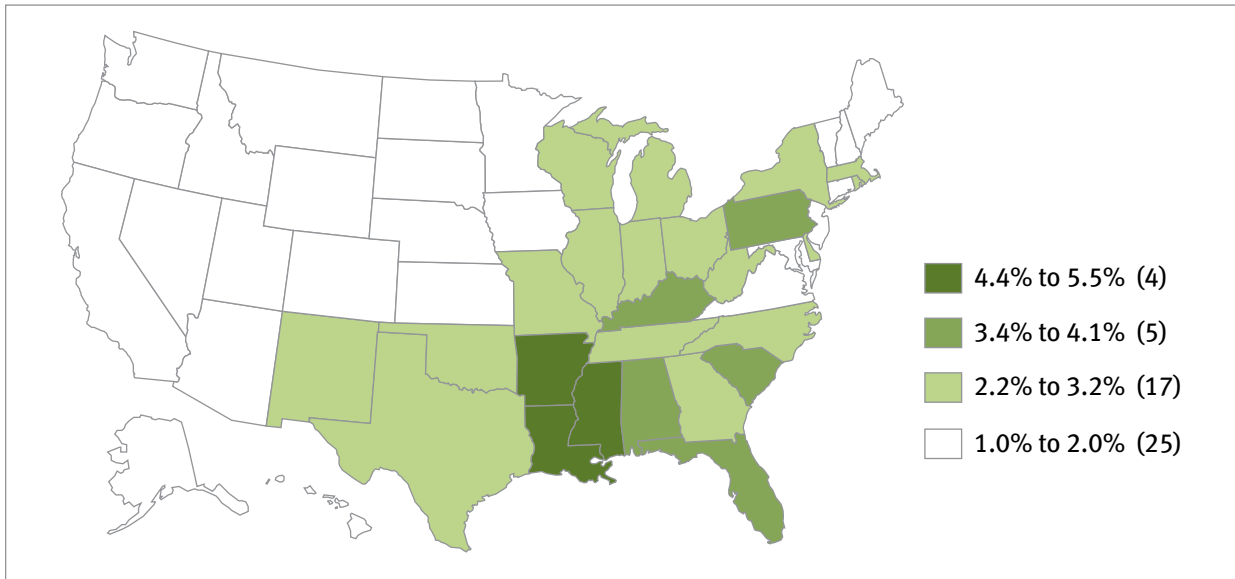 4.4% to 5.5% (4)
3.4% to 4.1% (5)
2.2% to 3.2% (17)
1.0% to 2.0% (25)